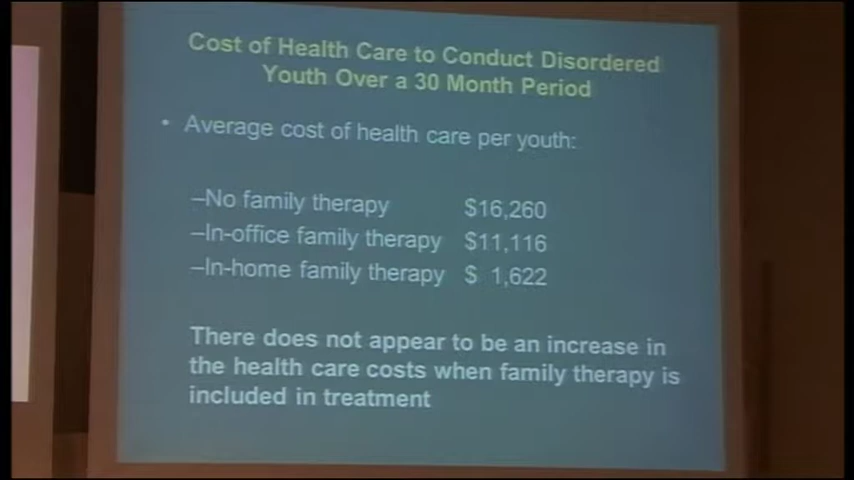 Cost of Health Care to Conduct Disordered
Youth Over a 30 Month Period
• Average cost of health care per youth:
–No family therapy $16,260
–In-office family therapy $11,116
–In-home family therapy $ 1,622
There does not appear to be an increase in
the health care costs when family therapy is
included in treatment